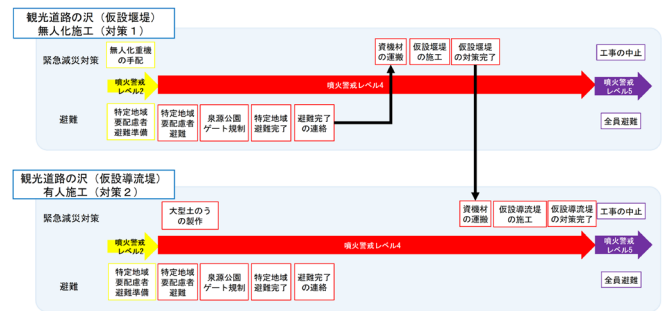 観光道路の沢（仮設堰堤）
無人化施工（対策１）
緊急減災対策
無人化重機
の手配
資機材
の運搬
仮設堰堤
の施工
仮設堰堤
の対策完了
工事の中止
噴火警戒
レベル2
噴火警戒レベル4
噴火警戒
レベル5
避難
特定地域
要配慮者
避難準備
特定地域
要配慮者
避難
泉源公園
ゲート規制
特定地域
避難完了
避難完了
の連絡
全員避難
観光道路の沢（仮設導流堤）
有人施工（対策２）
緊急減災対策
大型土のう
の製作
資機材
の運搬
仮設導流堤
の施工
仮設導流堤
の対策完了
工事の中止
噴火警戒
レベル2
噴火警戒レベル4
噴火警戒
レベル5
避難
特定地域
要配慮者
避難準備
特定地域
要配慮者
避難
泉源公園
ゲート規制
特定地域
避難完了
避難完了
の連絡
全員避難